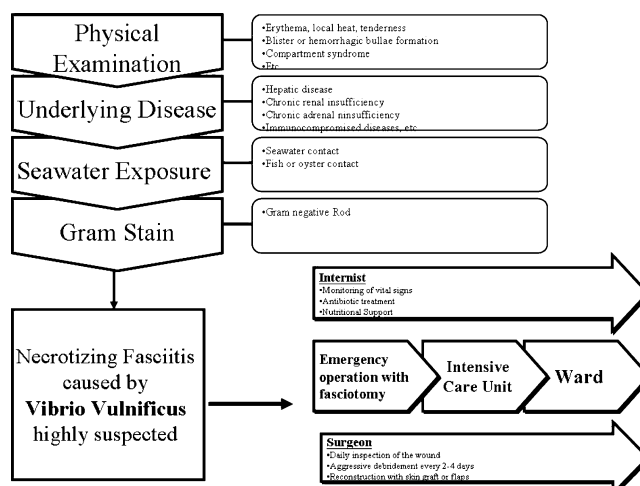 Physical
Examination
•Erythema, local heat, tenderness
•Blister or hemorrhagic bullae formation
•Compartment syndrome
•Etc
Underlying Disease
•Hepatic disease
•Chronic renal insufficiency
•Chronic adrenal ninsufficiency
•Immunocompromised diseases, etc
Seawater Exposure
•Seawater contact
•Fish or oyster contact
Gram Stain
•Gram negative Rod
Necrotizing Fasciitis
caused by
Vibrio Vulnificus
highly suspected
Internist
•Monitoring of vital signs
•Antibiotic treatment
•Nutritional Support
Emergency
operation with
fasciotomy
Intensive
Care Unit
Ward
Surgeon
•Daily inspection of the wound
•Aggressive debridement every 2-4 days
•Reconstruction with skin graft or flaps